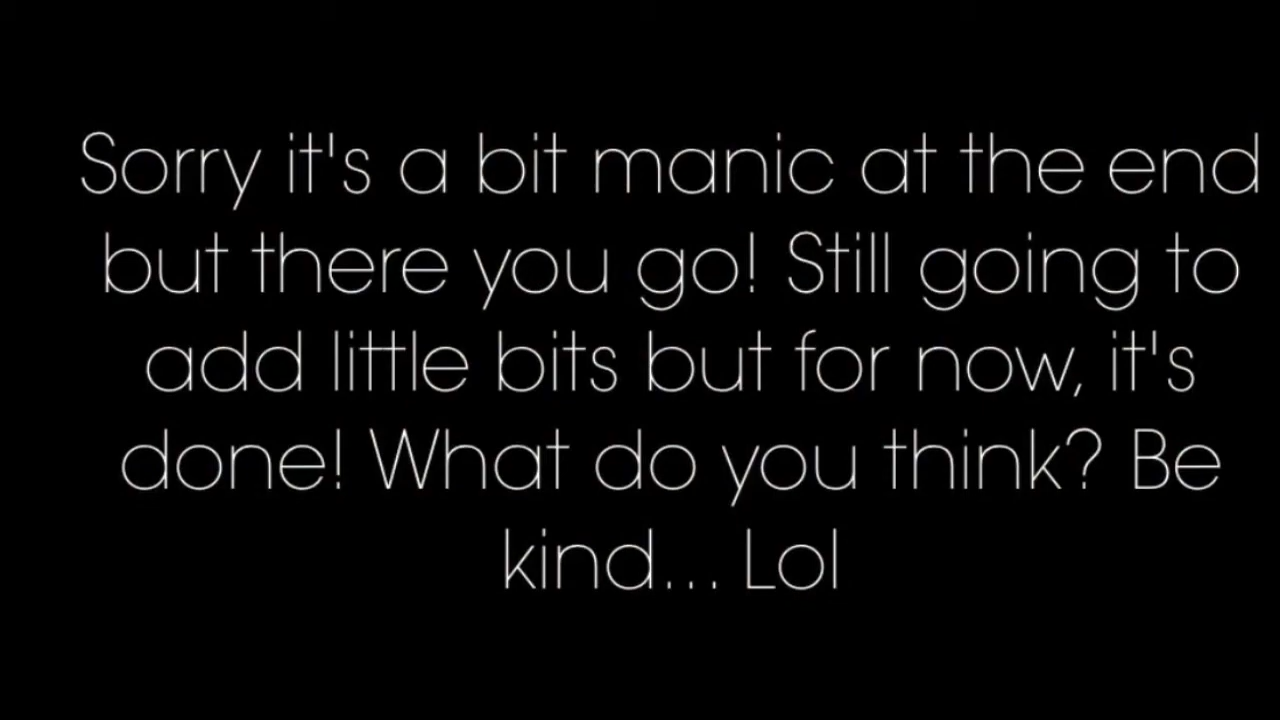 Sorry it's a bit manic at the end
but there you go! Still going to
add little bits but for now, it's
done! What do you think? Be
kind... Lol